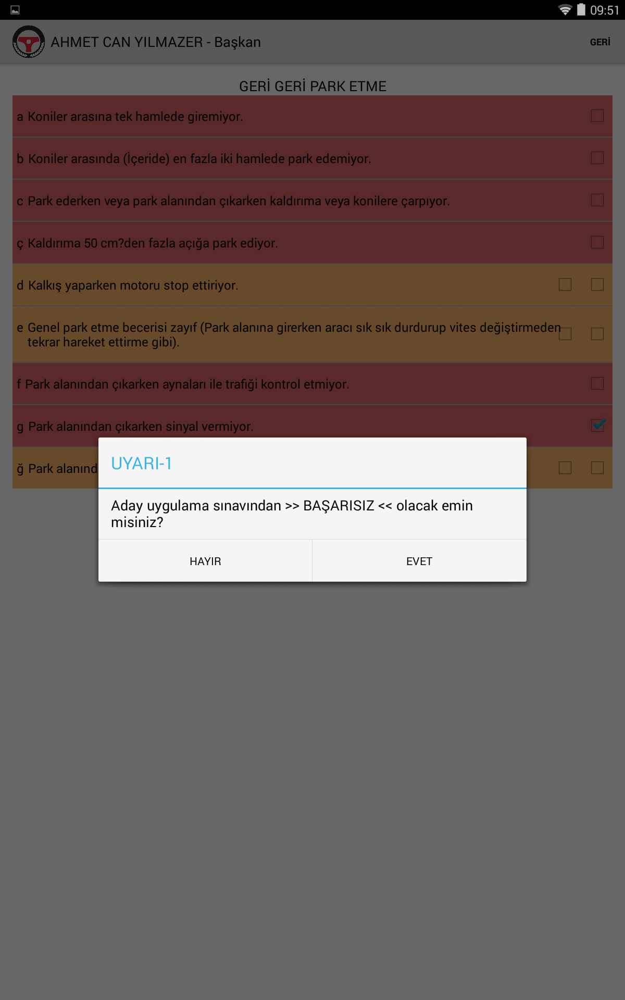 09:51
AHMET CAN YILMAZER - Başkan
GERİ
GERİ GERİ PARK ETME
a Koniler arasına tek hamlede giremiyor.
b Koniler arasında (İçeride) en fazla iki hamlede park edemiyor.
c Park ederken veya park alanından çıkarken kaldırıma veya konilere çarpıyor.
ç Kaldırıma 50 cm?den fazla açığa park ediyor.
d Kalkış yaparken motoru stop ettiriyor.
e Genel park etme becerisi zayıf (Park alanına girerken aracı sık sık durdurup vites değiştirmeden
tekrar hareket ettirme gibi).
f Park alanından çıkarken aynaları ile trafiği kontrol etmiyor.
g Park alanından çıkarken sinyal vermiyor.
ğ Park alanınd
UYARI-1
Aday uygulama sınavından >> BAŞARISIZ << olacak emin
misiniz?
HAYIR
EVET